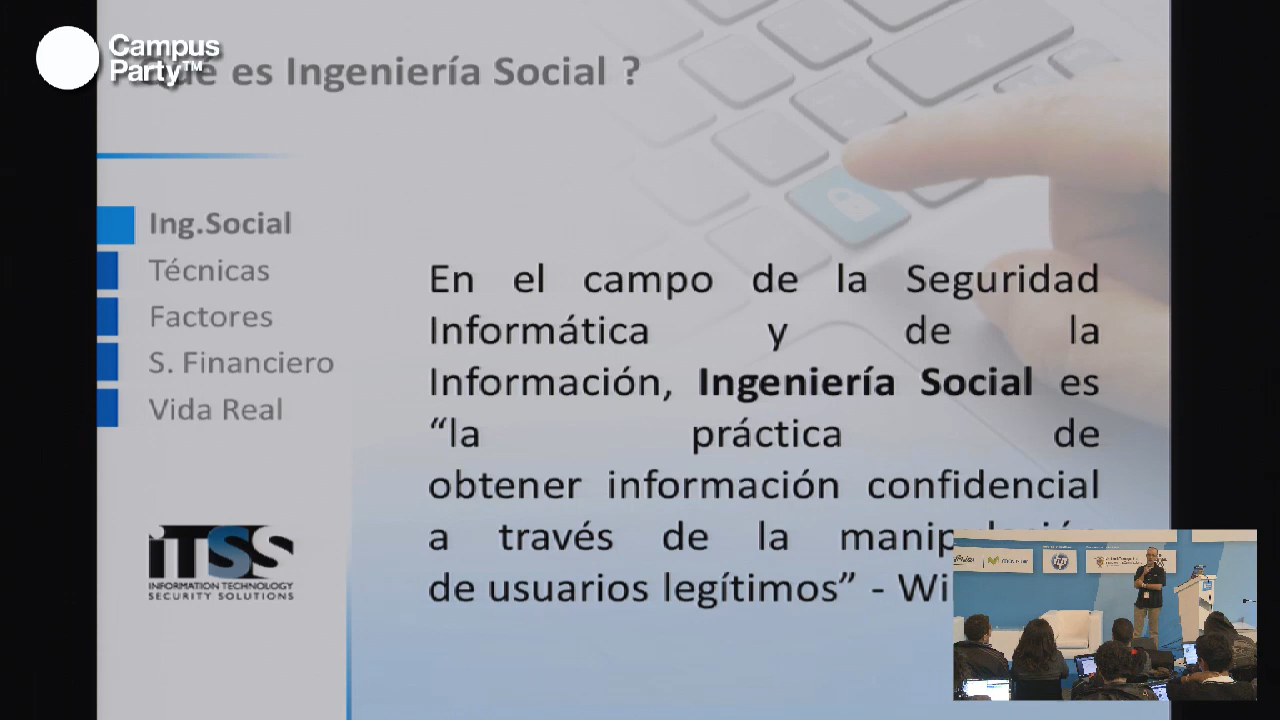 Campus
Party™
es Ingeniería Social ?
Ing.Social
Técnicas
Factores
S. Financiero
Vida Real
En el campo de la Seguridad
Informática y de la
Información, Ingeniería Social es
“la práctica de
obtener información confidencial
a través de la
de usuarios legítimos” -
iTSS
INFORMATION TECHNOLOGY
SECURITY SOLUTIONS
hp